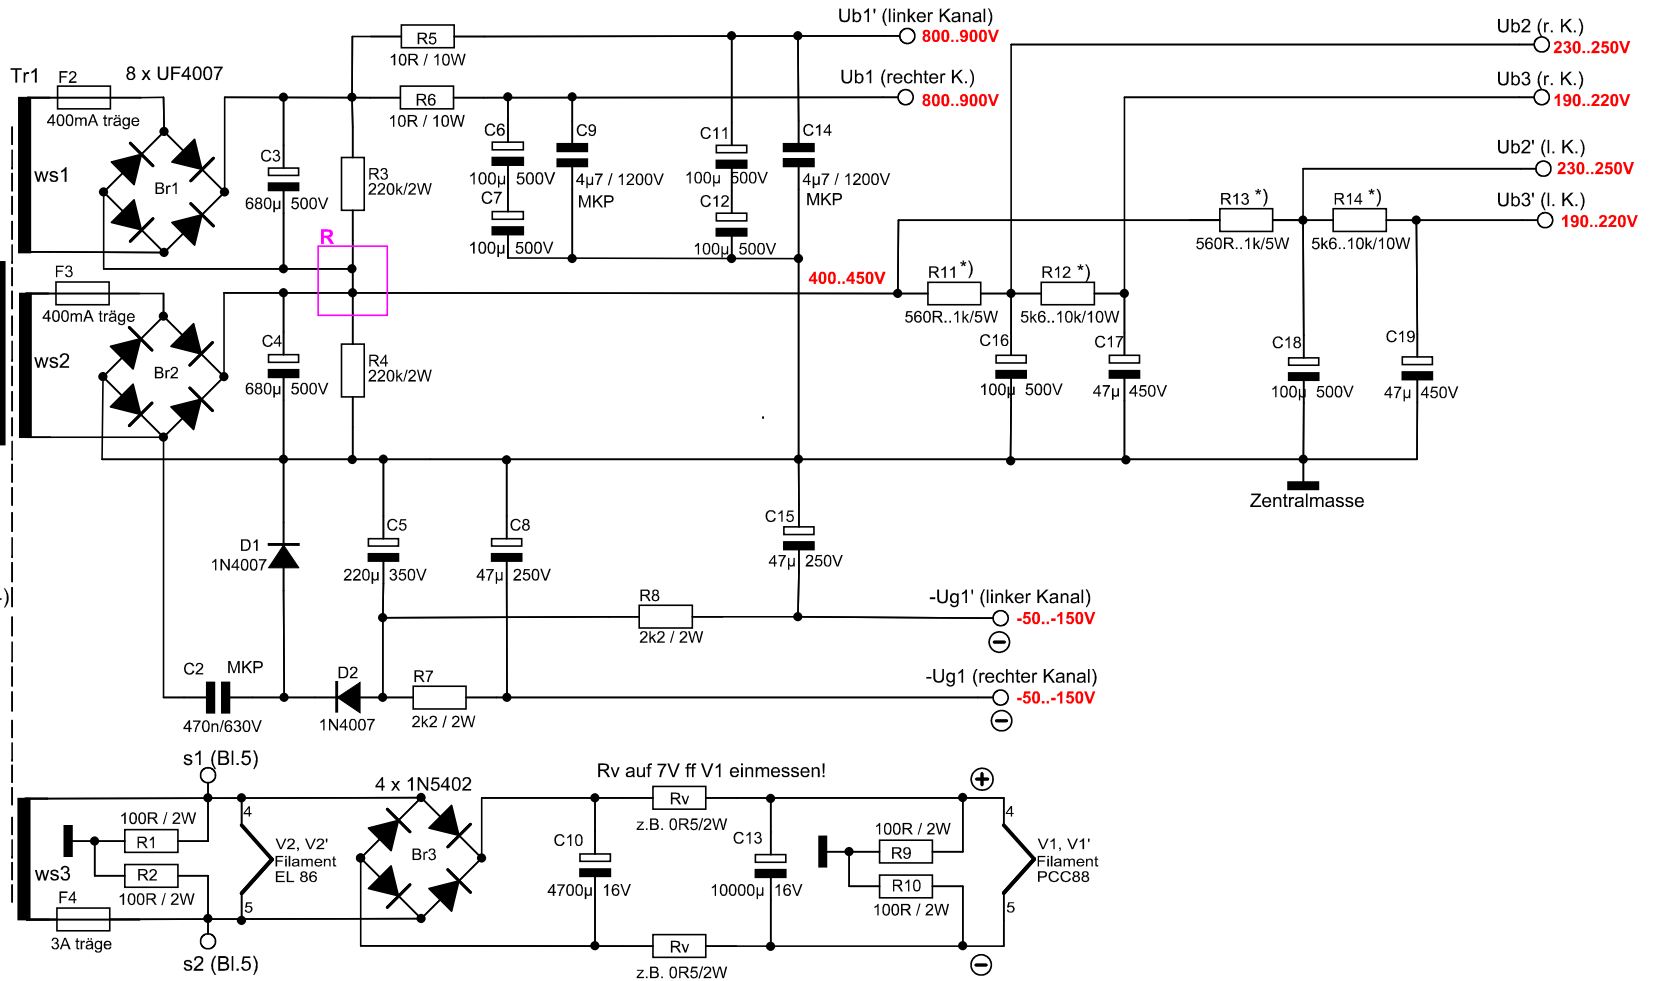 Ub1' (linker Kanal)
800..900V
R5
10R / 10W
Ub2 (r. K.)
230..250V
Tr1
F2
400mA träge
8 x UF4007
Ub1 (rechter K.)
800..900V
R6
10R / 10W
Ub3 (r. K.)
190..220V
ws1
Br1
C3
680µ 500V
R3
220k/2W
C6
100µ 500V
C7
100µ 500V
C9
4µ7 / 1200V
MKP
C11
100µ 500V
C12
100µ 500V
C14
4µ7 / 1200V
MKP
Ub2' (l. K.)
230..250V
R13 *)
560R..1k/5W
R14 *)
5k6..10k/10W
Ub3' (l. K.)
190..220V
R
F3
400mA träge
400..450V
R11*)
560R..1k/5W
R12 *)
5k6..10k/10W
ws2
Br2
C4
680µ 500V
R4
220k/2W
C16
100µ 500V
C17
47µ 450V
C18
100µ 500V
C19
47µ 450V
Zentralmasse
D1
1N4007
C5
220µ 350V
C8
47µ 250V
C15
47µ 250V
R8
2k2 / 2W
-Ug1' (linker Kanal)
-50..-150V
C2
MKP
470n/630V
D2
1N4007
R7
2k2 / 2W
-Ug1 (rechter Kanal)
-50..-150V
s1 (Bl.5)
4 x 1N5402
Rv auf 7V ff V1 einmessen!
100R / 2W
R1
R2
100R / 2W
4
V2, V2'
Filament
EL 86
5
ws3
F4
3A träge
s2 (Bl.5)
Br3
C10
4700µ 16V
Rv
z.B. 0R5/2W
C13
10000µ 16V
Rv
z.B. 0R5/2W
100R / 2W
R9
R10
100R / 2W
4
V1, V1'
Filament
PCC88
5